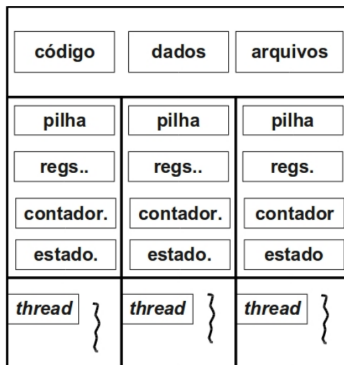 código dados arquivos
pilha pilha pilha
regs.. regs.. regs.
contador. contador. contador
estado. estado. estado
thread thread thread